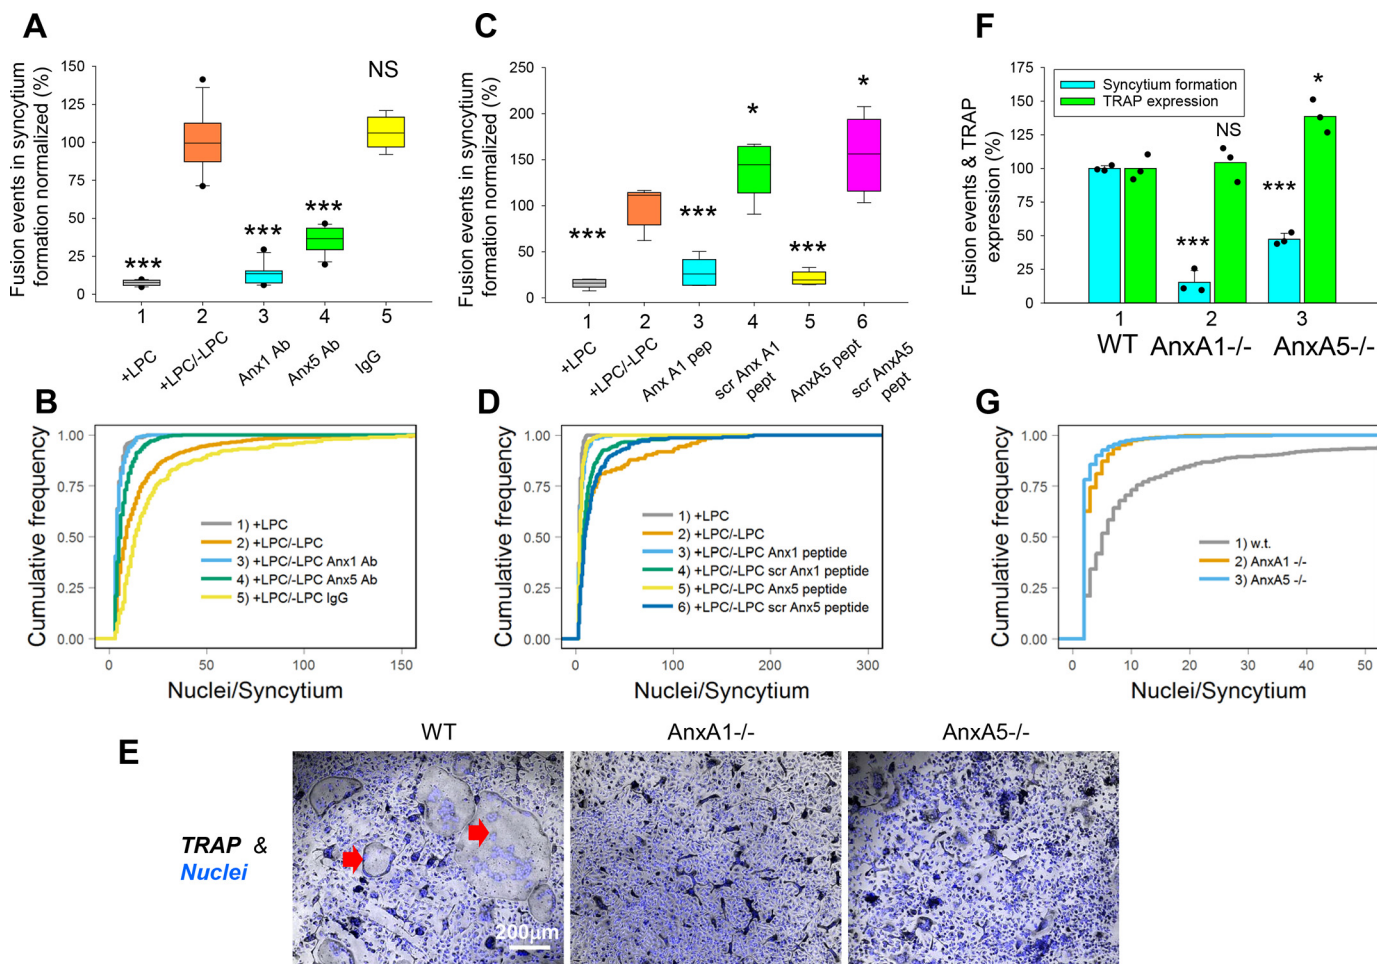 A
Fusion events in syncytium
formation normalized (%)
150
125
100
75
50
25
0
***
***
***
NS
1
2
3
4
5
+LPC
+LPC/-LPC
Anx1 Ab
Anx5 Ab
IgG
C
Fusion events in syncytium
formation normalized (%)
250
200
150
100
50
0
***
***
*
***
*
1
2
3
4
5
6
+LPC
+LPC/-LPC
Anx A1 pep
scr Anx A1
pept
AnxA5 pept
scr AnxA5
pept
F
Fusion events & TRAP
expression (%)
175
150
125
100
75
50
25
0
Syncytium formation
TRAP expression
***
NS
***
*
1
2
3
WT
AnxA1-/-
AnxA5-/-
B
Cumulative frequency
1.00
0.75
0.50
0.25
0.00
1) +LPC
2) +LPC/-LPC
3) +LPC/-LPC Anx1 Ab
4) +LPC/-LPC Anx5 Ab
5) +LPC/-LPC IgG
0
50
100
150
Nuclei/Syncytium
D
Cumulative frequency
1.00
0.75
0.50
0.25
0.00
1) +LPC
2) +LPC/-LPC
3) +LPC/-LPC Anx1 peptide
4) +LPC/-LPC scr Anx1 peptide
5) +LPC/-LPC Anx5 peptide
6) +LPC/-LPC scr Anx5 peptide
0
100
200
300
Nuclei/Syncytium
G
Cumulative frequency
1.00
0.75
0.50
0.25
0.00
1) w.t.
2) AnxA1 -/-
3) AnxA5 -/-
0
10
20
30
40
50
Nuclei/Syncytium
E
WT
AnxA1-/-
AnxA5-/-
TRAP &
Nuclei
200μm